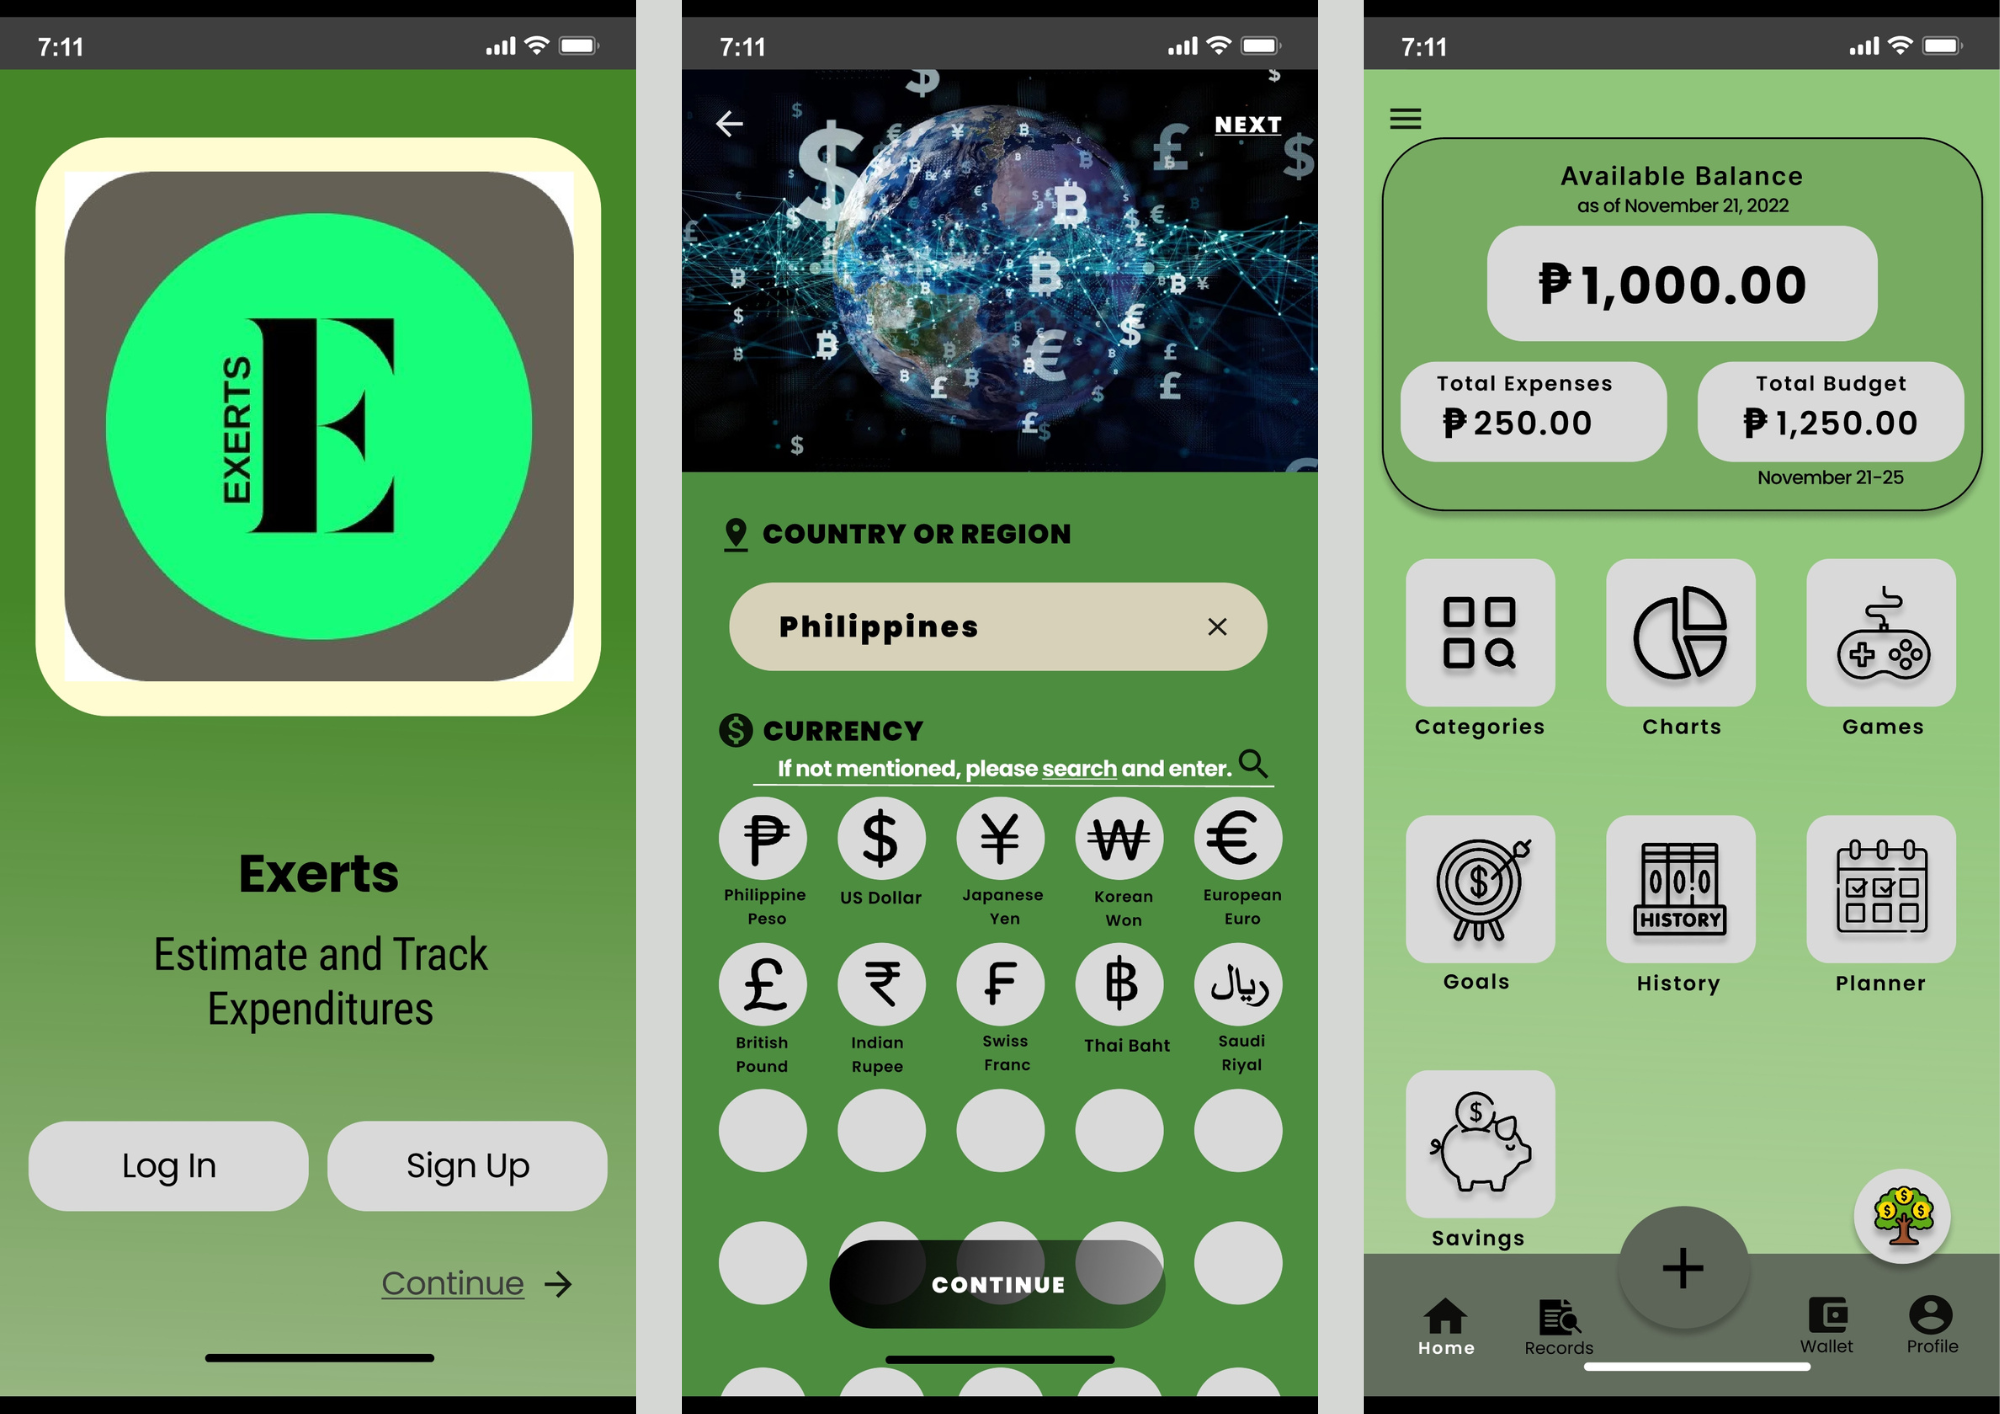 7:11
EXERTS
E
Exerts
Estimate and Track
Expenditures
Log In
Sign Up
Continue
7:11
NEXT
COUNTRY OR REGION
Philippines
$ CURRENCY
If not mentioned, please search and enter.
₱ $ ¥ ₩ €
Philippine Peso
US Dollar
Japanese Yen
Korean Won
European Euro
£ ₹ ₣ ฿ ريال
British Pound
Indian Rupee
Swiss Franc
Thai Baht
Saudi Riyal
CONTINUE
7:11
Available Balance
as of November 21, 2022
₱1,000.00
Total Expenses
₱250.00
Total Budget
₱1,250.00
November 21-25
Categories
Charts
Games
$
HISTORY
Goals
History
Planner
$
Savings
$ $ $
+
Home
Records
Wallet
Profile